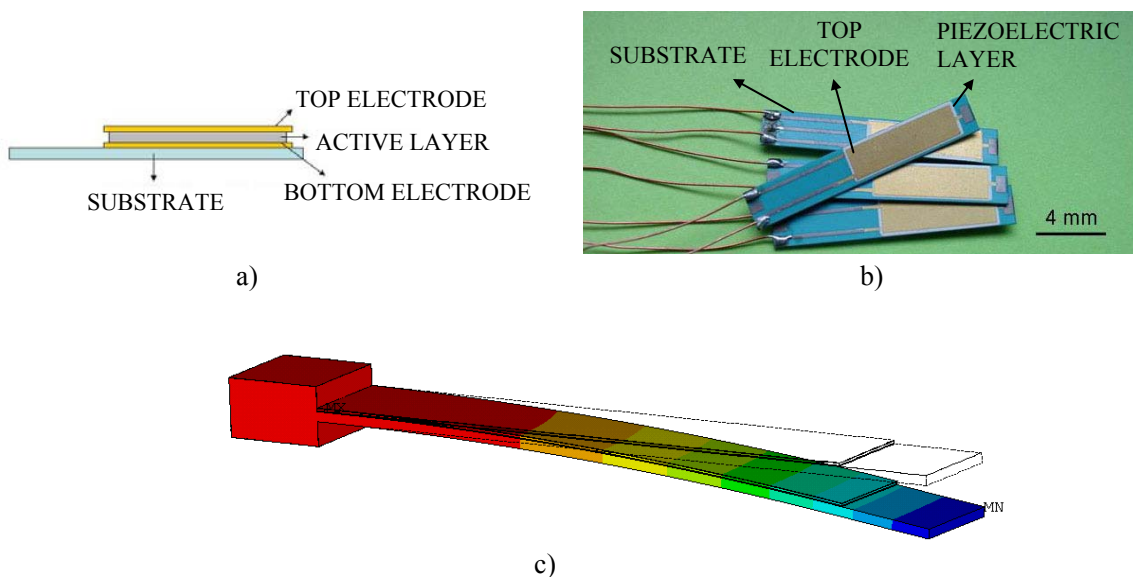 TOP ELECTRODE
ACTIVE LAYER
SUBSTRATE
BOTTOM ELECTRODE
a)
SUBSTRATE
TOP
ELECTRODE
PIEZOELECTRIC
LAYER
4 mm
b)
MN
c)